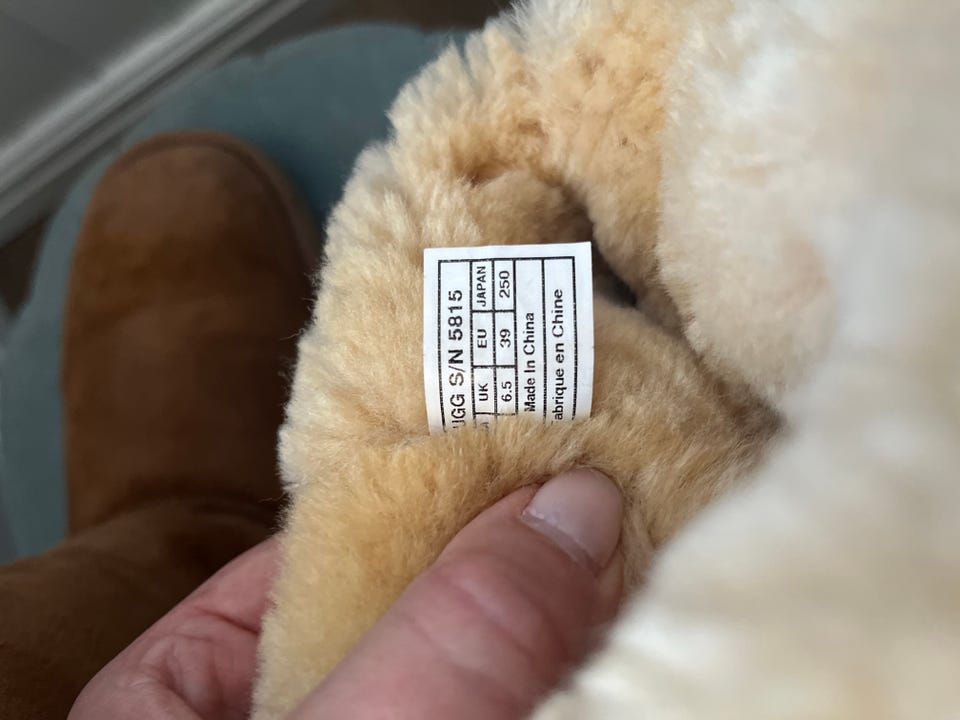 UGG S/N 5815
UK EU JAPAN
6.5 39 250
Made In China
Fabrique en Chine